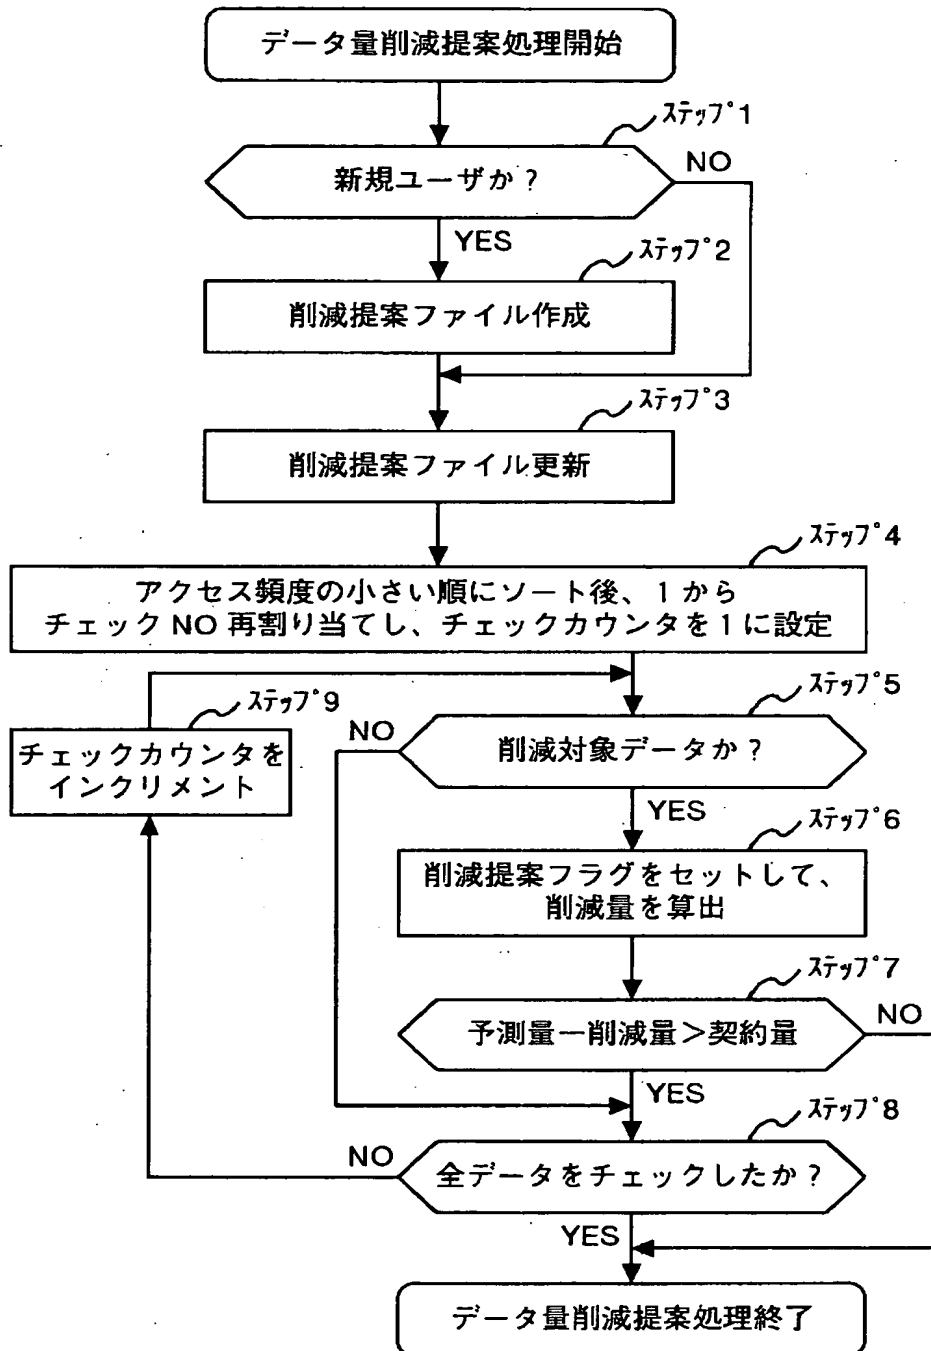 データ量削減提案処理開始
ステップ1
新規ユーザか?
NO
YES
ステップ2
削減提案ファイル作成
ステップ3
削減提案ファイル更新
ステップ4
アクセス頻度の小さい順にソート後、1から
チェックNO再割り当てし、チェックカウンタを1に設定
ステップ9
チェックカウンタを
インクリメント
ステップ5
NO
削減対象データか?
YES
ステップ6
削減提案フラグをセットして、
削減量を算出
ステップ7
NO
予測量ー削減量>契約量
YES
ステップ8
NO
全データをチェックしたか?
YES
データ量削減提案処理終了